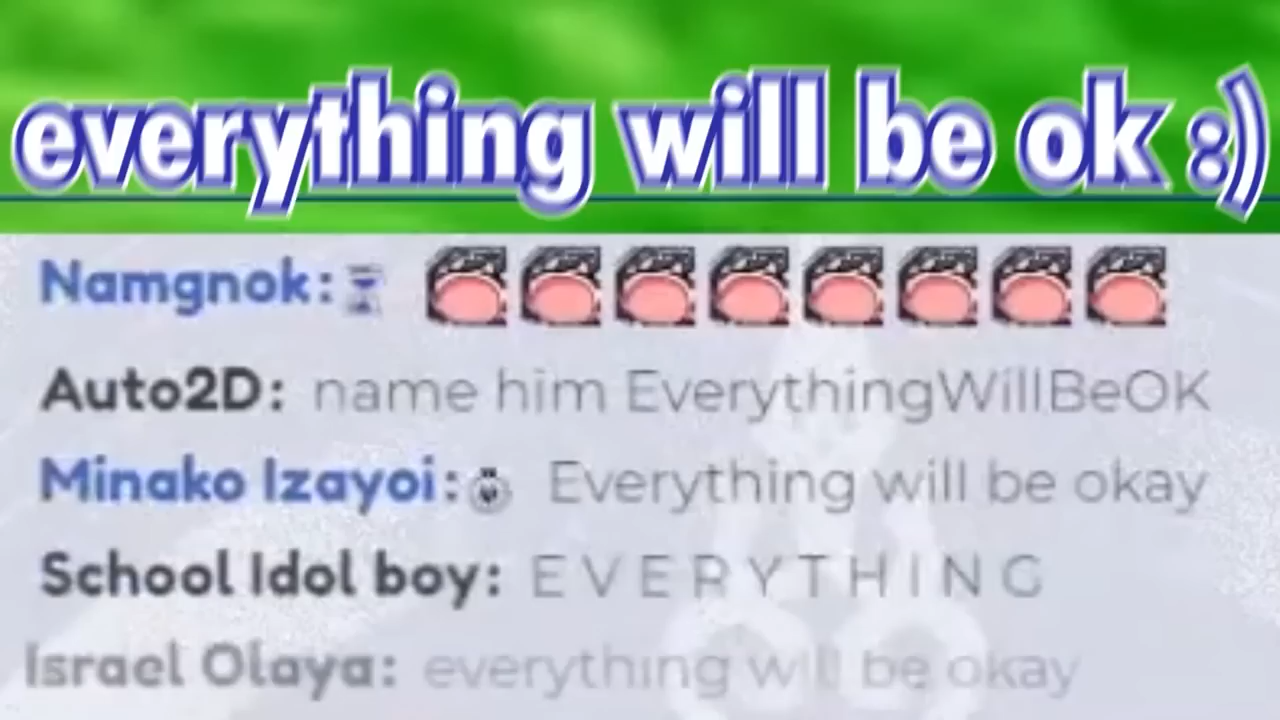 everything will be ok :)
Namgnok:
Auto2D: name him EverythingWillBeOK
Minako Izayoi: Everything will be okay
School Idol boy: E V E R Y T H I N G
Israel Olaya: everything will be okay